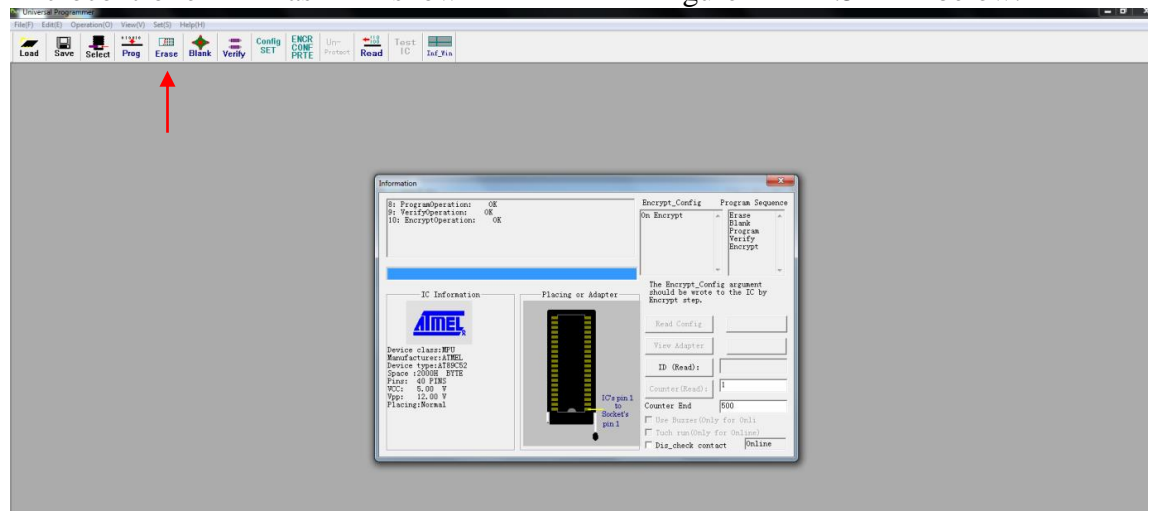 Universal Programmer
File(F) Edit(E) Operation(O) View(V) Set(S) Help(H)
Load Save Select Prog Erase Blank Verify Config SET ENCR CONF PRTE Un-Protect Read Test IC Inf_Vin
Information
8: ProgramOperation: OK
9: VerifyOperation: OK
10: EncryptOperation: OK
Encrypt_Config
On Encrypt
Program Sequence
Erase
Blank
Program
Verify
Encrypt
The Encrypt_Config argument
should be wrote to the IC by
Encrypt step.
IC Information
ATMEL
Device class:MPU
Manufacturer:ATMEL
Device type:AT89C52
Space :2000H BYTE
Pins: 40 PINS
VCC: 5.00 V
Vpp: 12.00 V
Placing:Normal
Placing or Adapter
IC's pin 1
to
Socket's
pin 1
Read Config
View Adapter
ID (Read):
Counter(Read): 1
Counter End 500
Use Buzzer(Only for Onli
Tuch run(Only for Online)
Dis_check contact Online